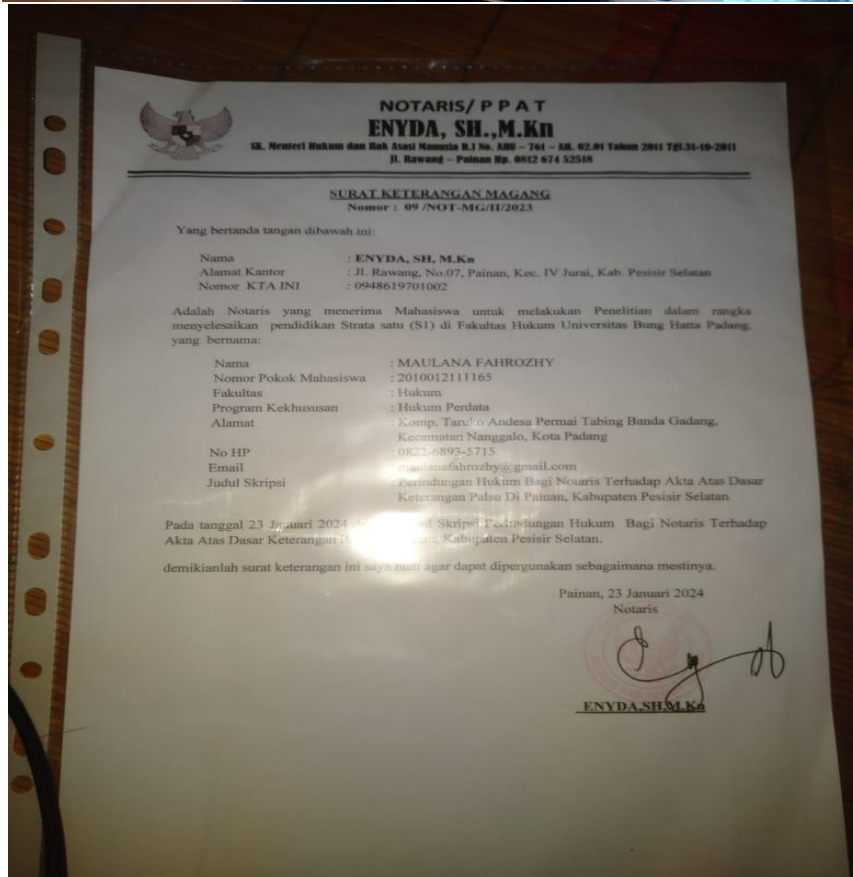 NOTARIS/ P P A T
ENYDA, SH.,M.Kn
SK. Menteri Hukum dan Hak Asasi Manusia R.I No. AHU – 764 – AH. 02.01 Tahun 2011 Tgl.31-10-2011
Jl. Rawang – Painan Hp. 0812 674 52518
SURAT KETERANGAN MAGANG
Nomor : 09 /NOT-MG/II/2023
Yang bertanda tangan dibawah ini:
Nama : ENYDA, SH, M.Kn
Alamat Kantor : Jl. Rawang, No.07, Painan, Kec. IV Jurai, Kab. Pesisir Selatan
Nomor KTA INI : 0948619701002
Adalah Notaris yang menerima Mahasiswa untuk melakukan Penelitian dalam rangka
menyelesaikan pendidikan Strata satu (S1) di Fakultas Hukum Universitas Bung Hatta Padang,
yang bernama:
Nama : MAULANA FAHROZHY
Nomor Pokok Mahasiswa : 2010012111165
Fakultas : Hukum
Program Kekhususan : Hukum Perdata
Alamat : Komp. Taruko Andesa Permai Tabing Banda Gadang,
Kecamatan Nanggalo, Kota Padang
No HP : 0822-6893-5715
Email : maulanafahrozhy@gmail.com
Judul Skripsi : Perindungan Hukum Bagi Notaris Terhadap Akta Atas Dasar
Keterangan Palsu Di Painan, Kabupaten Pesisir Selatan
Pada tanggal 23 Januari 2024 Skripsi Perlindungan Hukum Bagi Notaris Terhadap
Akta Atas Dasar Keterangan Kabupaten Pesisir Selatan.
demikianlah surat keterangan ini saya buat agar dapat dipergunakan sebagaimana mestinya.
Painan, 23 Januari 2024
Notaris
ENYDA,SH,M.Kn